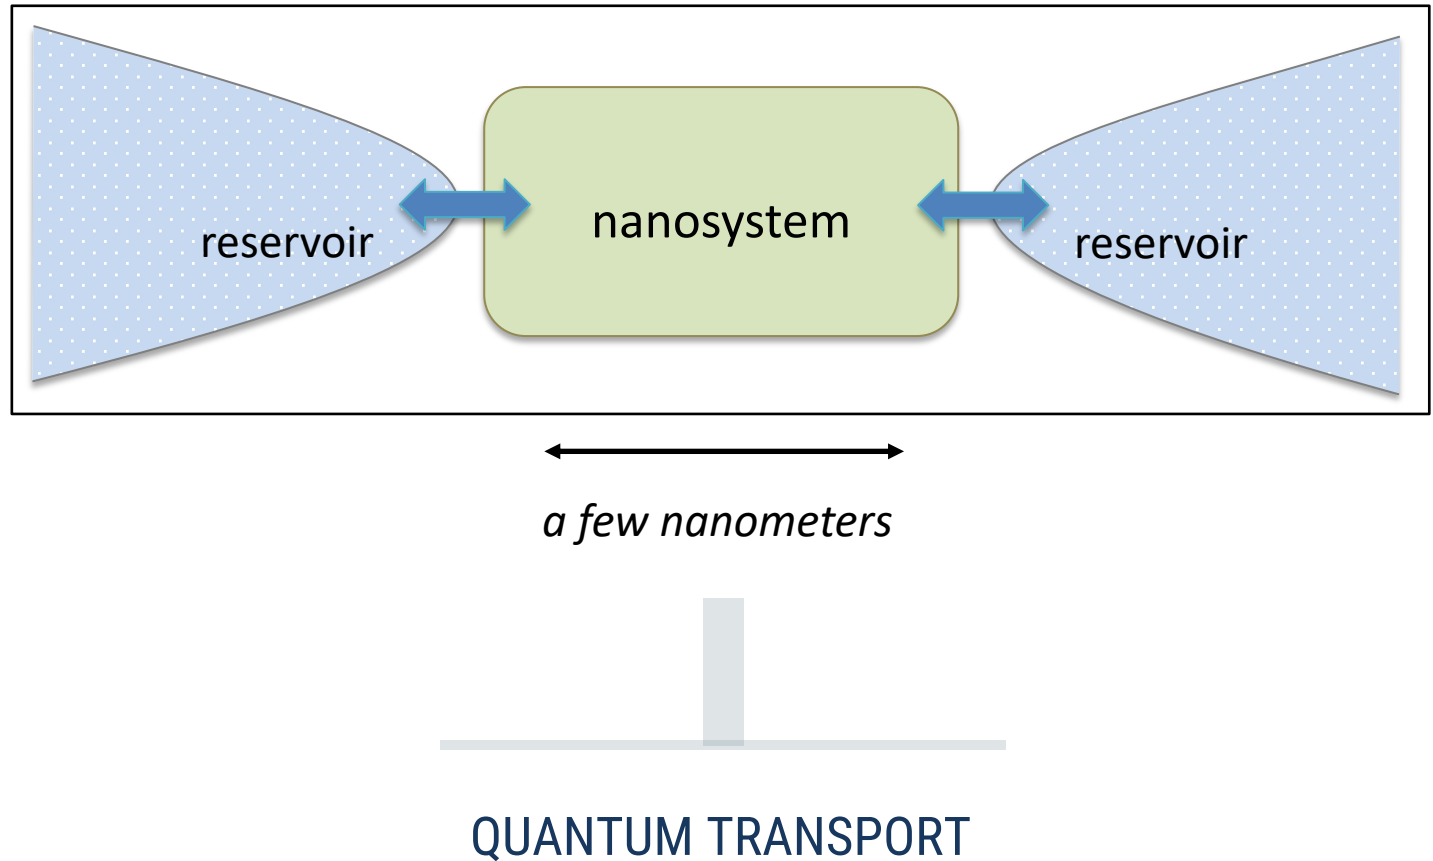 reservoir
nanosystem
reservoir
a few nanometers
QUANTUM TRANSPORT